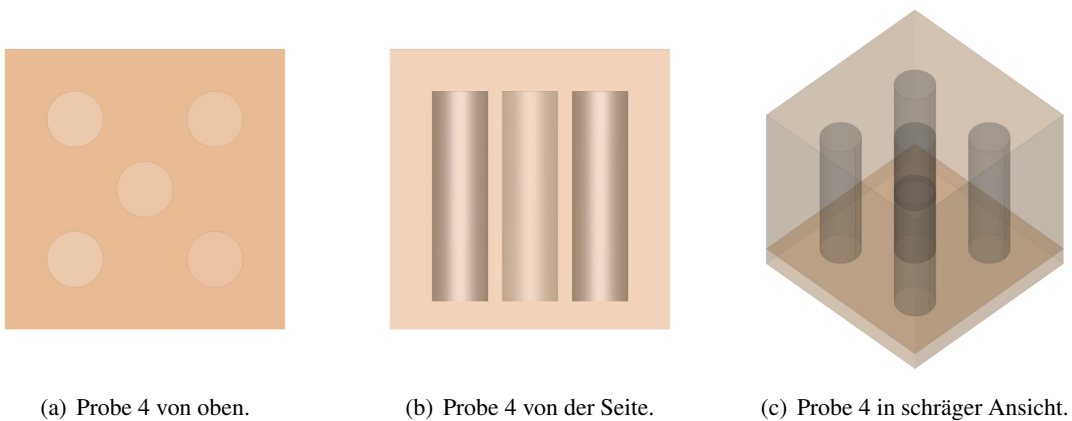 (a) Probe 4 von oben.
(b) Probe 4 von der Seite.
(c) Probe 4 in schräger Ansicht.